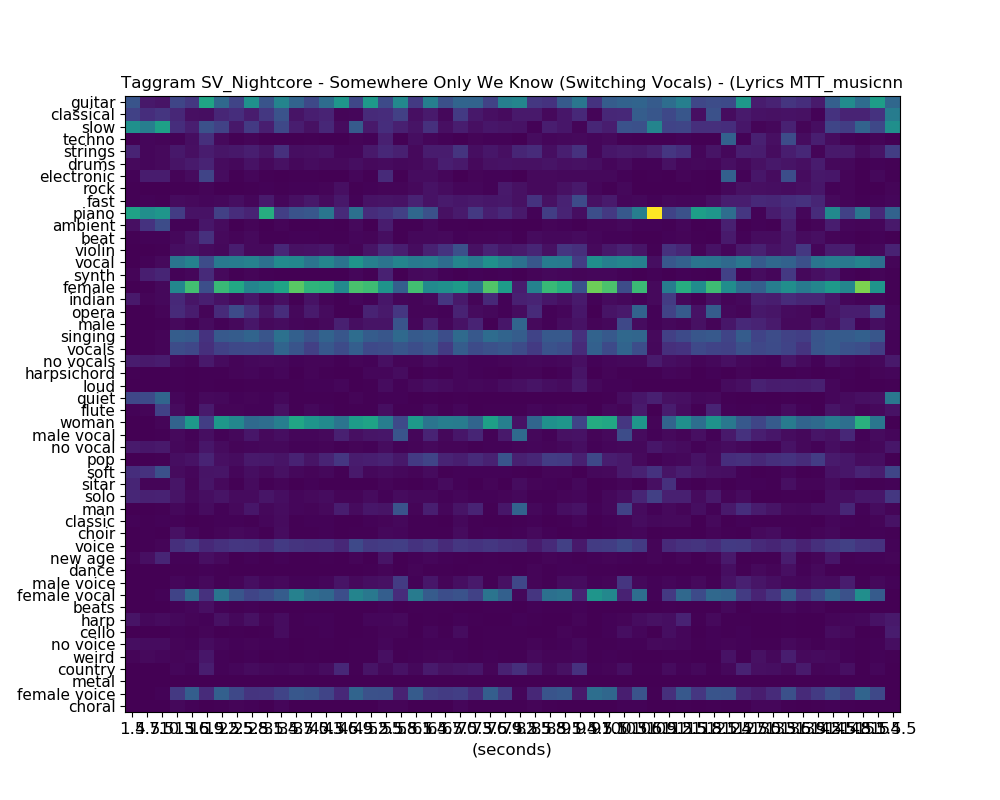 Taggram SV_Nightcore - Somewhere Only We Know (Switching Vocals) - (Lyrics MTT_musicnn
guitar
classical
slow
techno
strings
drums
electronic
rock
fast
piano
ambient
beat
violin
vocal
synth
female
indian
opera
male
singing
vocals
no vocals
harpsichord
loud
quiet
flute
woman
male vocal
no vocal
pop
soft
sitar
solo
man
classic
choir
voice
new age
dance
male voice
female vocal
beats
harp
cello
no voice
weird
country
metal
female voice
choral
(seconds)